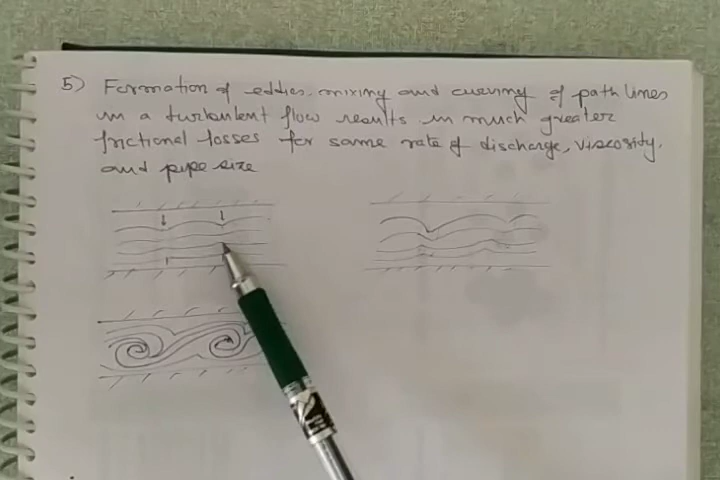 5) Formation of eddies, mixing and curving of path lines
in a turbulent flow results in much greater
frictional losses for same rate of discharge, viscosity,
and pipe size